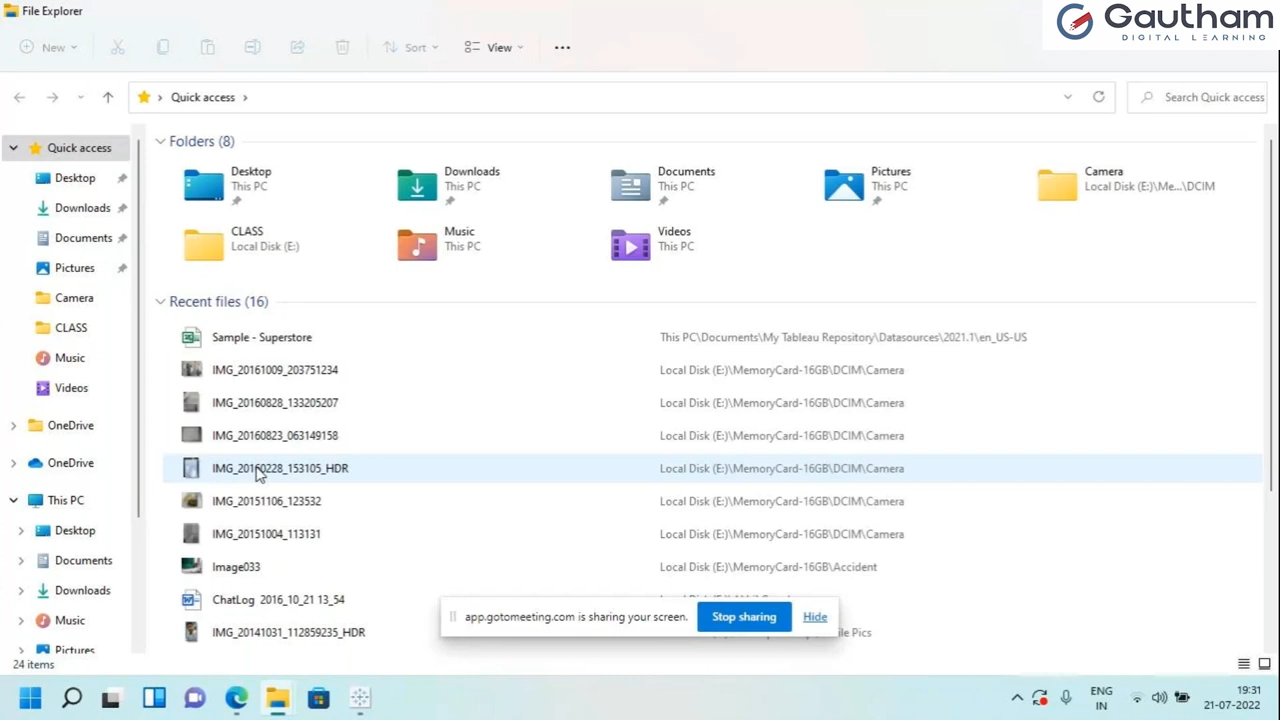 File Explorer
Gautham
DIGITAL LEARNING
New
Sort
View
Quick access
Search Quick access
Quick access
Desktop
Downloads
Documents
Pictures
Camera
CLASS
Music
Videos
OneDrive
OneDrive
This PC
Desktop
Documents
Downloads
Music
Pictures
Folders (8)
Desktop
This PC
Downloads
This PC
Documents
This PC
Pictures
This PC
Camera
Local Disk (E:)\Me...\DCIM
CLASS
Local Disk (E:)
Music
This PC
Videos
This PC
Recent files (16)
Sample - Superstore This PC\Documents\My Tableau Repository\Datasources\2021.1\en_US-US
IMG_20161009_203751234 Local Disk (E:)\MemoryCard-16GB\DCIM\Camera
IMG_20160828_133205207 Local Disk (E:)\MemoryCard-16GB\DCIM\Camera
IMG_20160823_063149158 Local Disk (E:)\MemoryCard-16GB\DCIM\Camera
IMG_20160228_153105_HDR Local Disk (E:)\MemoryCard-16GB\DCIM\Camera
IMG_20151106_123532 Local Disk (E:)\MemoryCard-16GB\DCIM\Camera
IMG_20151004_113131 Local Disk (E:)\MemoryCard-16GB\DCIM\Camera
Image033 Local Disk (E:)\MemoryCard-16GB\Accident
ChatLog 2016_10_21 13_54
IMG_20141031_112859235_HDR Pics
app.gotomeeting.com is sharing your screen. Stop sharing Hide
24 items
ENG
IN
19:31
21-07-2022